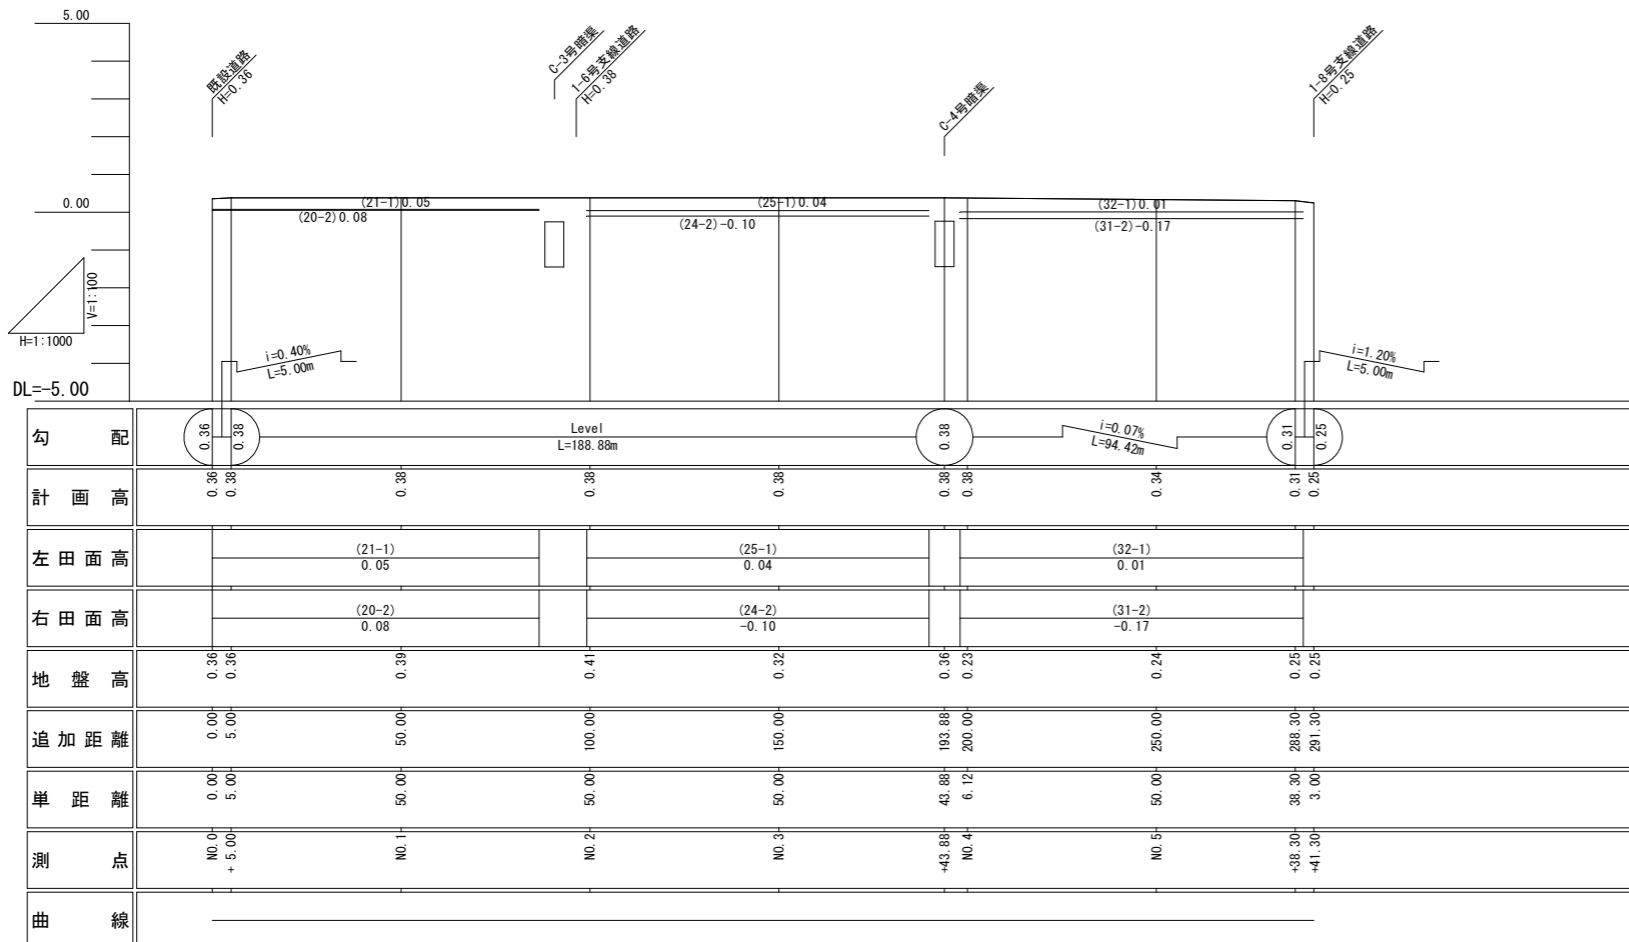 5.00
0.00
V=1:100
H=1:1000
DL=-5.00
既設道路
H=0.36
C-3号暗渠
1-6号支線道路
H=0.38
C-4号暗渠
1-8号支線道路
H=0.25
(21-1)0.05
(20-2)0.08
(25-1)0.04
(24-2)-0.10
(32-1)0.01
(31-2)-0.17
i=0.40%
L=5.00m
i=1.20%
L=5.00m
勾配
0.36
0.38
Level
L=188.88m
0.38
i=0.07%
L=94.42m
0.31
0.25
計画高
0.36
0.38
0.38
0.38
0.38
0.38
0.38
0.34
0.31
0.25
左田面高
(21-1)
0.05
(25-1)
0.04
(32-1)
0.01
右田面高
(20-2)
0.08
(24-2)
-0.10
(31-2)
-0.17
地盤高
0.36
0.36
0.39
0.41
0.32
0.36
0.23
0.24
0.25
0.25
追加距離
0.00
5.00
50.00
100.00
150.00
193.88
200.00
250.00
288.30
291.30
単距離
0.00
5.00
50.00
50.00
50.00
43.88
6.12
50.00
38.30
3.00
測点
NO.0
+ 5.00
NO.1
NO.2
NO.3
+43.88
NO.4
NO.5
+38.30
+41.30
曲線